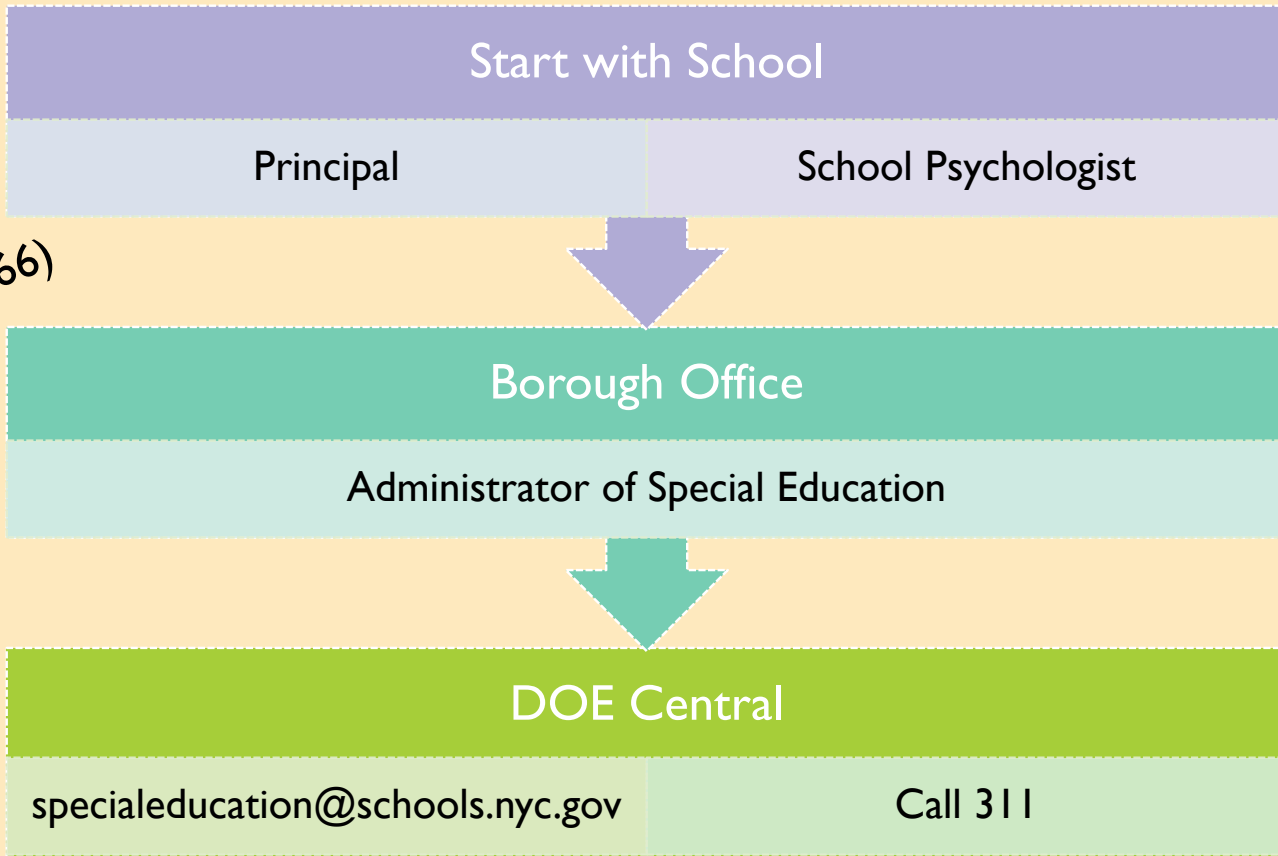 Start with School
Principal
School Psychologist
66)
Borough Office
Administrator of Special Education
DOE Central
specialeducation@schools.nyc.gov
Call 311